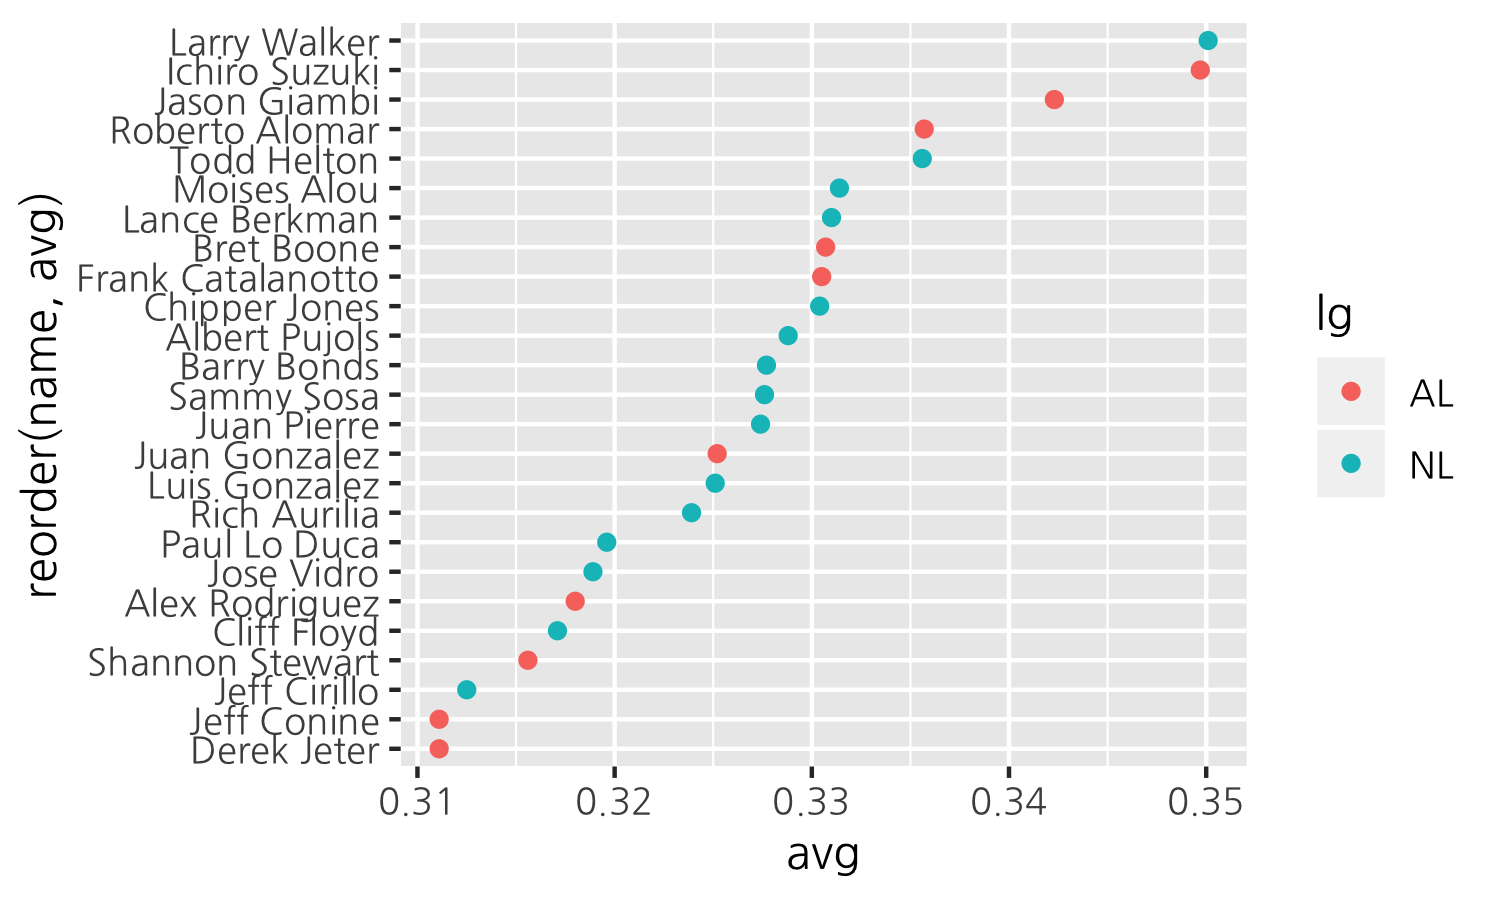 Larry Walker
Ichiro Suzuki
Jason Giambi
Roberto Alomar
Todd Helton
Moises Alou
Lance Berkman
Bret Boone
Frank Catalanotto
Chipper Jones
Albert Pujols
Barry Bonds
Sammy Sosa
Juan Pierre
Juan Gonzalez
Luis Gonzalez
Rich Aurilia
Paul Lo Duca
Jose Vidro
Alex Rodriguez
Cliff Floyd
Shannon Stewart
Jeff Cirillo
Jeff Conine
Derek Jeter
reorder(name, avg)
0.31 0.32 0.33 0.34 0.35
avg
lg
AL
NL